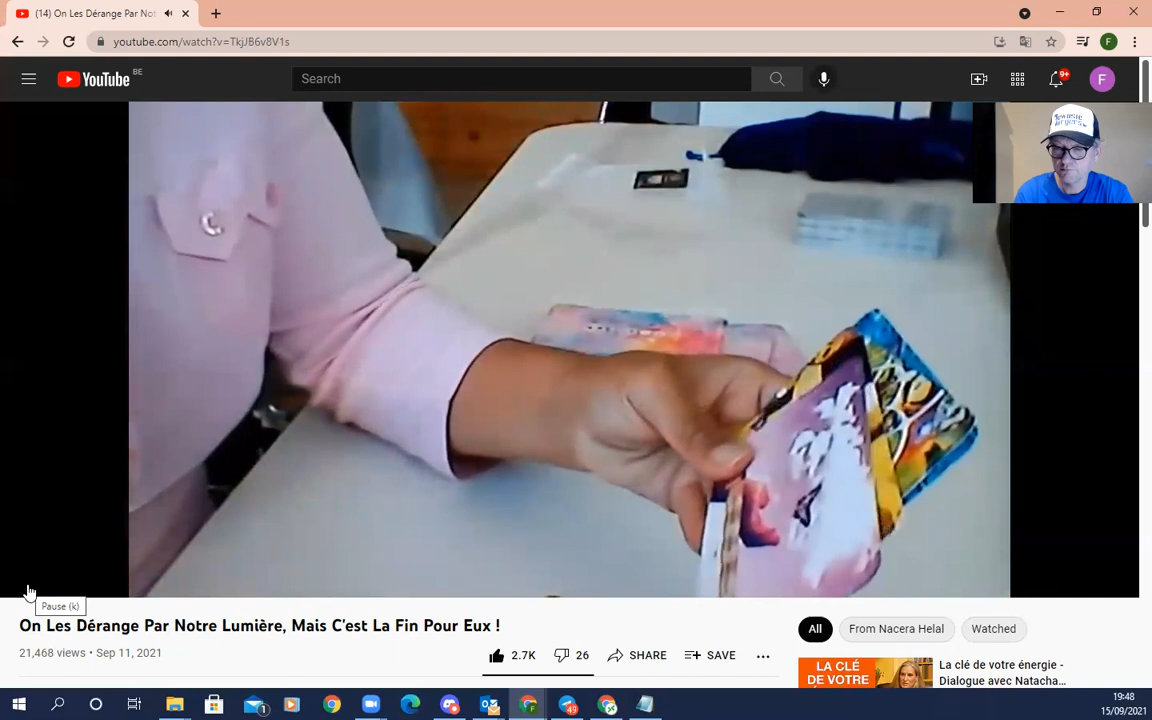 (14) On Les Dérange Par Not
youtube.com/watch?v=TkjJB6v8V1s
F
YouTube BE
Search
9+
F
Pause (k)
On Les Dérange Par Notre Lumière, Mais C'est La Fin Pour Eux !
21,468 views • Sep 11, 2021
2.7K
26
SHARE
SAVE
All
From Nacera Helal
Watched
LA CLÉ
DE VOTRE
La clé de votre énergie -
Dialogue avec Natacha...
1
49
19:48
15/09/2021